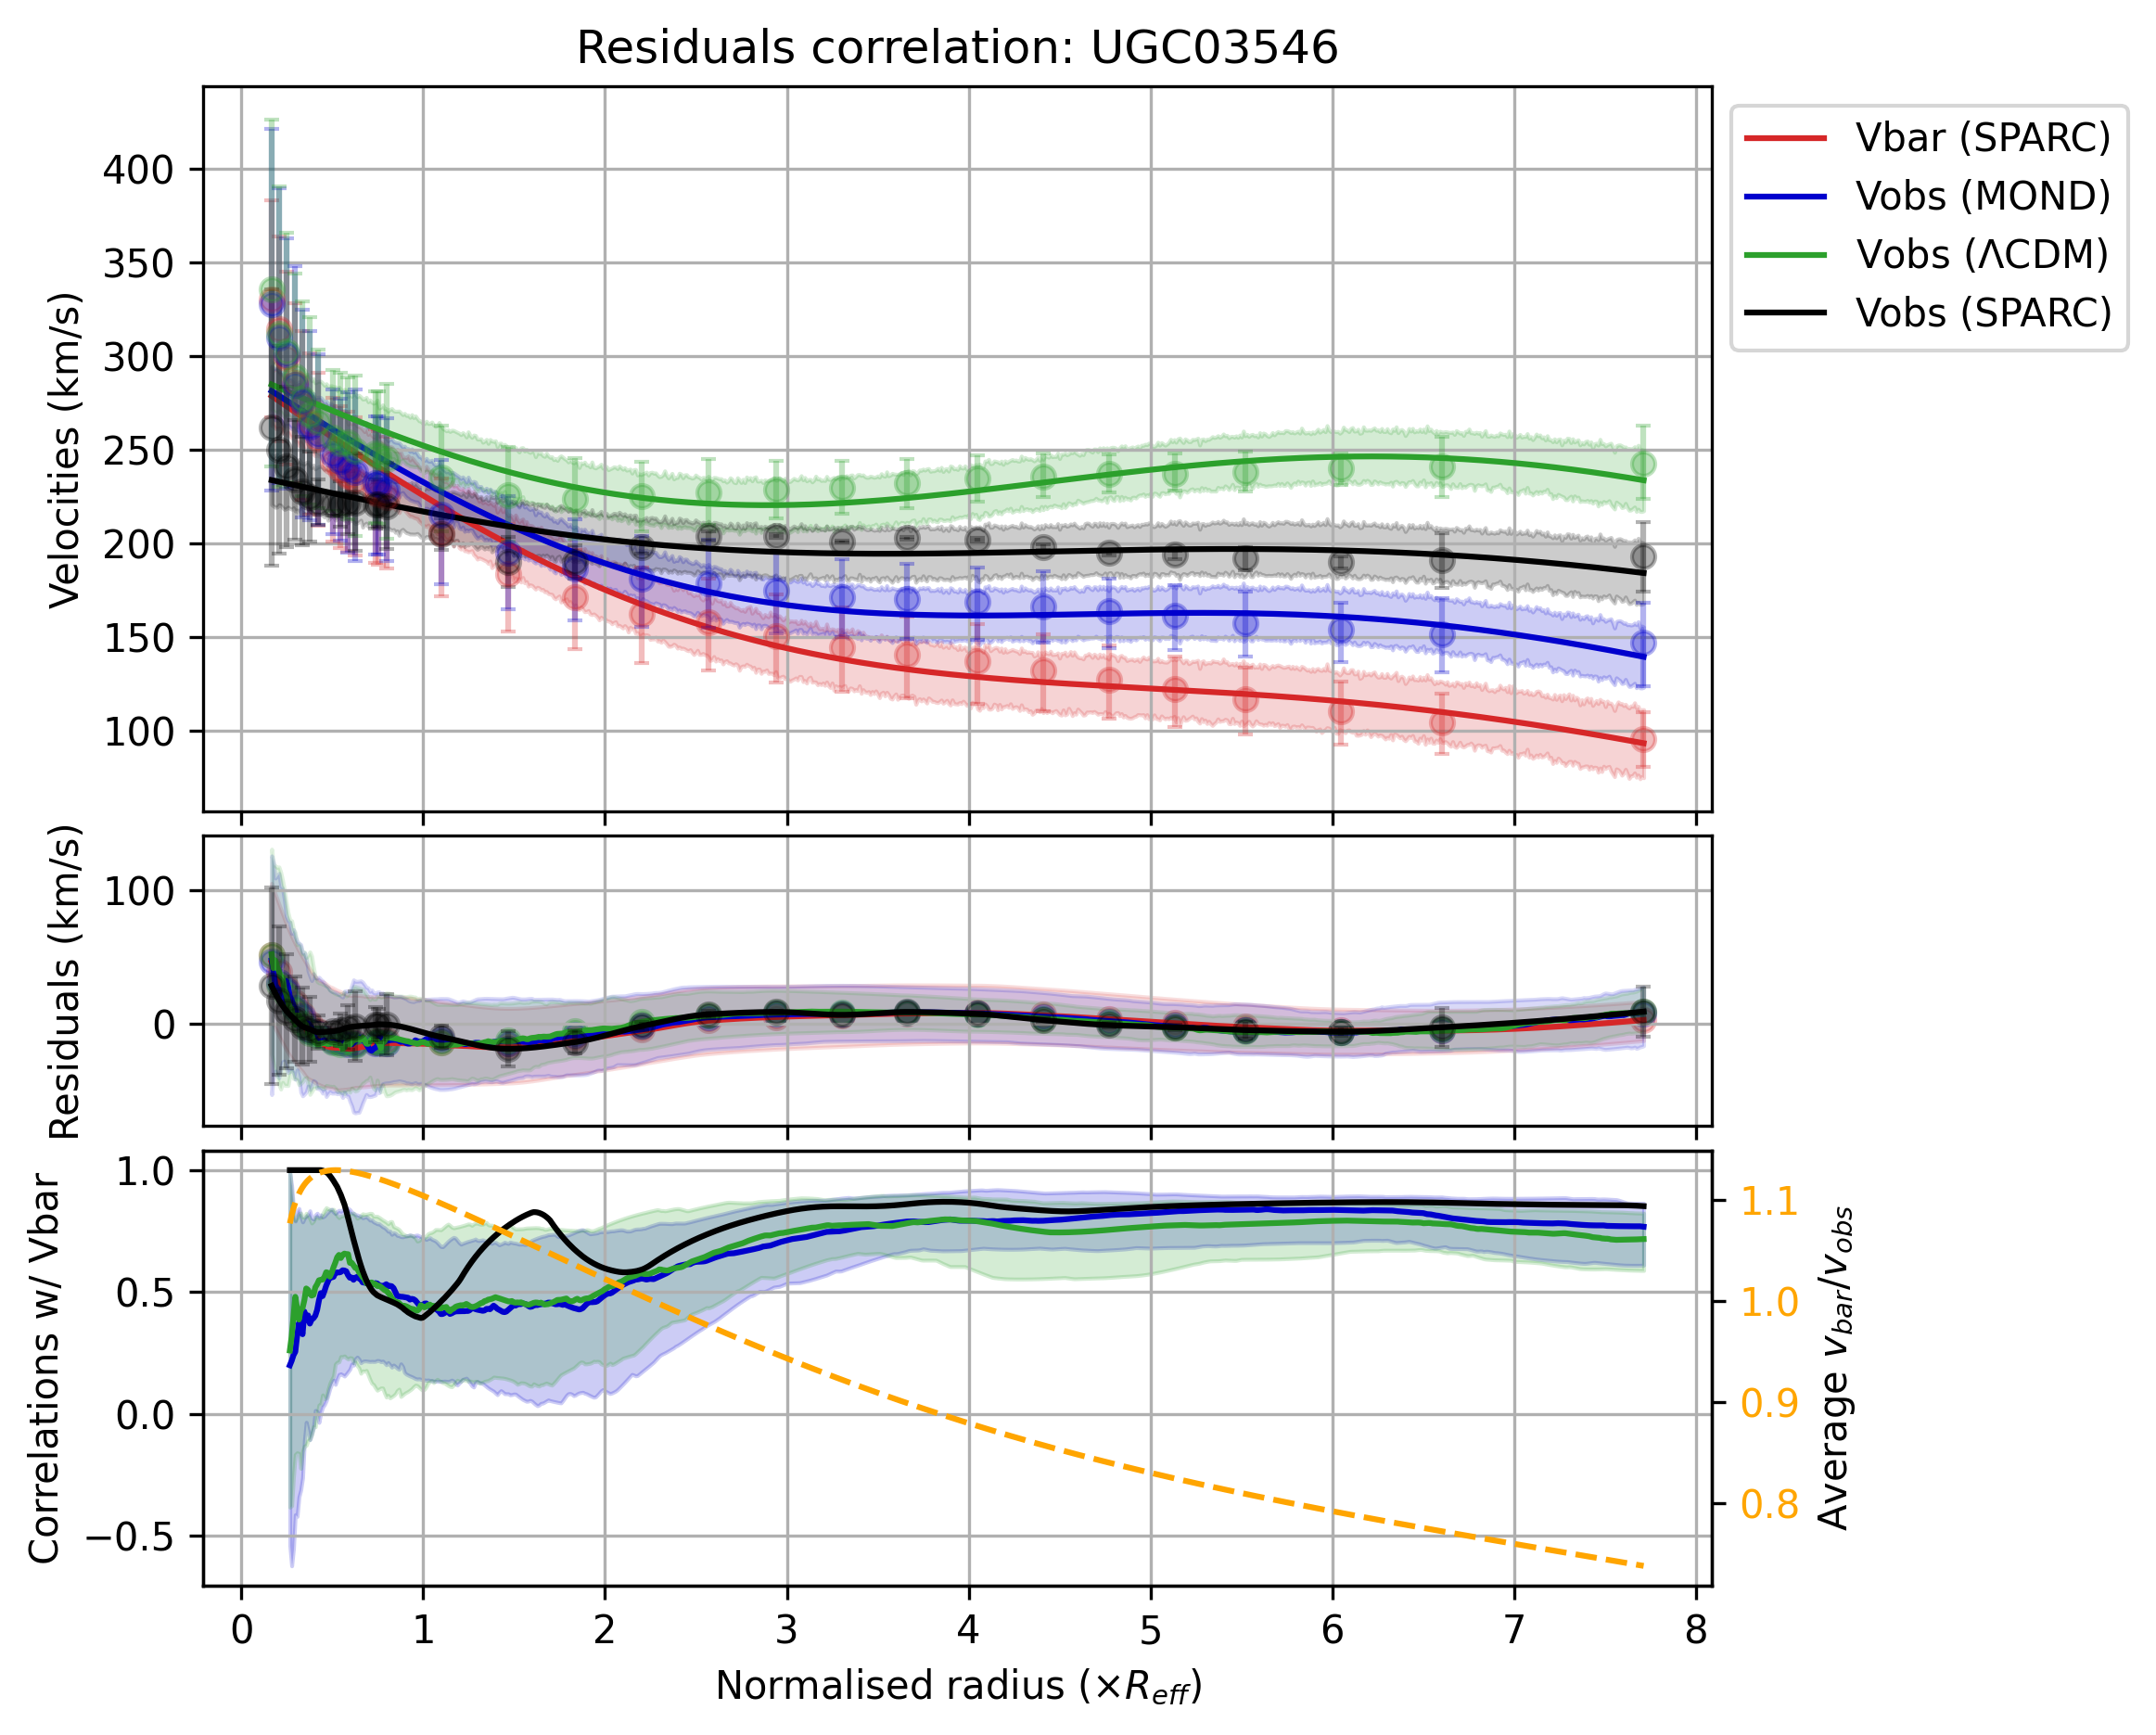 Residuals correlation: UGC03546
Velocities (km/s)
400
350
300
250
200
150
100
Vbar (SPARC)
Vobs (MOND)
Vobs (ΛCDM)
Vobs (SPARC)
Residuals (km/s)
100
0
Correlations w/ Vbar
1.0
0.5
0.0
−0.5
1.1
1.0
0.9
0.8
Average v_bar/v_obs
0 1 2 3 4 5 6 7 8
Normalised radius (×R_eff)